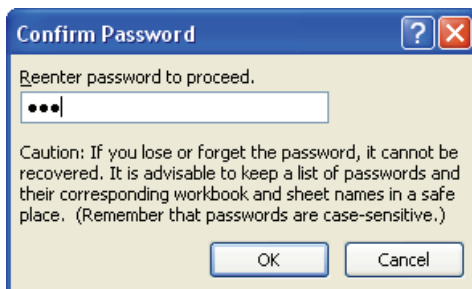 Confirm Password
Reenter password to proceed.
•••
Caution: If you lose or forget the password, it cannot be
recovered. It is advisable to keep a list of passwords and
their corresponding workbook and sheet names in a safe
place.  (Remember that passwords are case-sensitive.)
OK Cancel